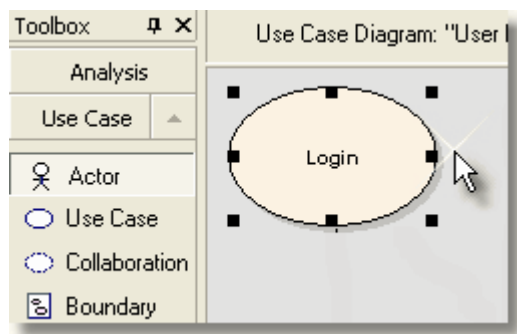 Toolbox
Use Case Diagram: "User
Analysis
Use Case
Login
Actor
Use Case
Collaboration
Boundary